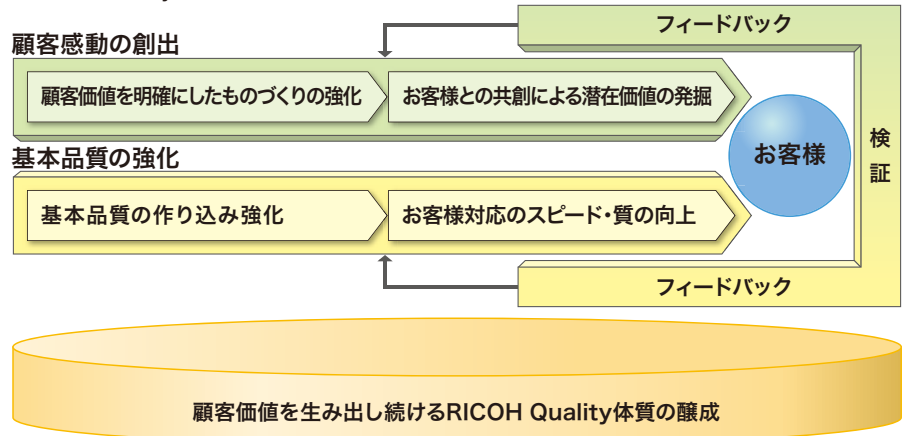 フィードバック
顧客感動の創出
顧客価値を明確にしたものづくりの強化
お客様との共創による潜在価値の発掘
お客様
検証
基本品質の強化
基本品質の作り込み強化
お客様対応のスピード・質の向上
フィードバック
顧客価値を生み出し続けるRICOH Quality体質の醸成